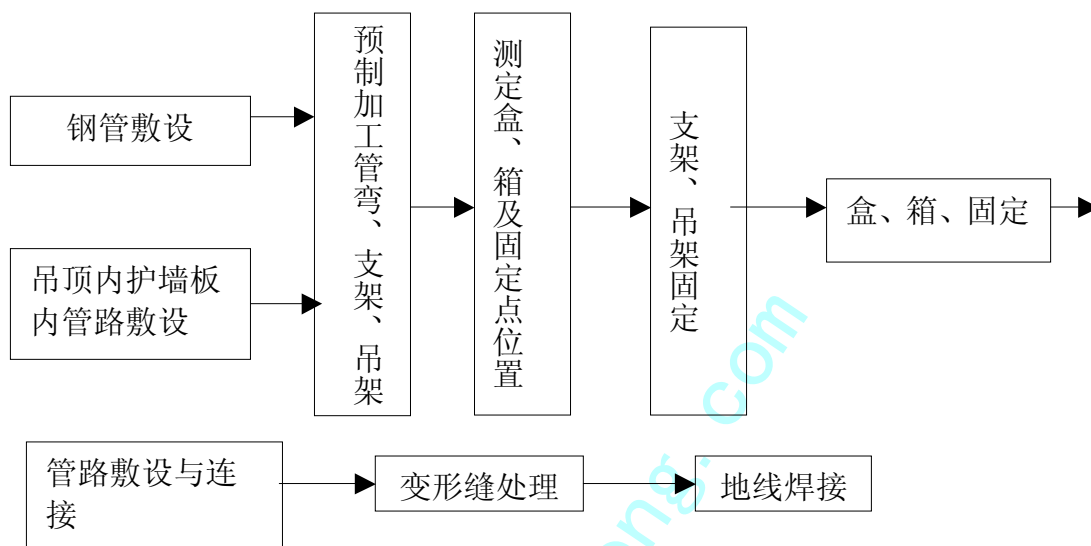 钢管敷设
吊顶内护墙板
内管路敷设
预制加工管弯、支架、吊架
测定盒、箱及固定点位置
支架、吊架固定
盒、箱、固定
管路敷设与连
接
变形缝处理
地线焊接
eng.com